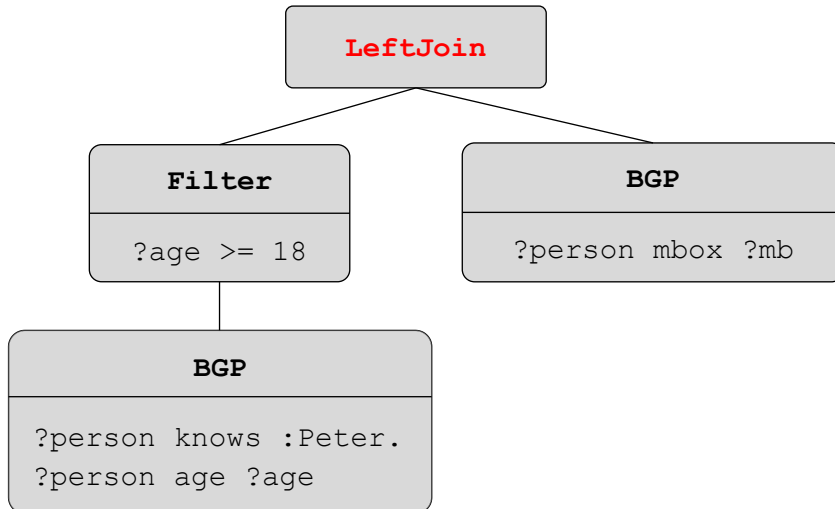 LeftJoin
Filter
?age >= 18
BGP
?person mbox ?mb
BGP
?person knows :Peter.
?person age ?age